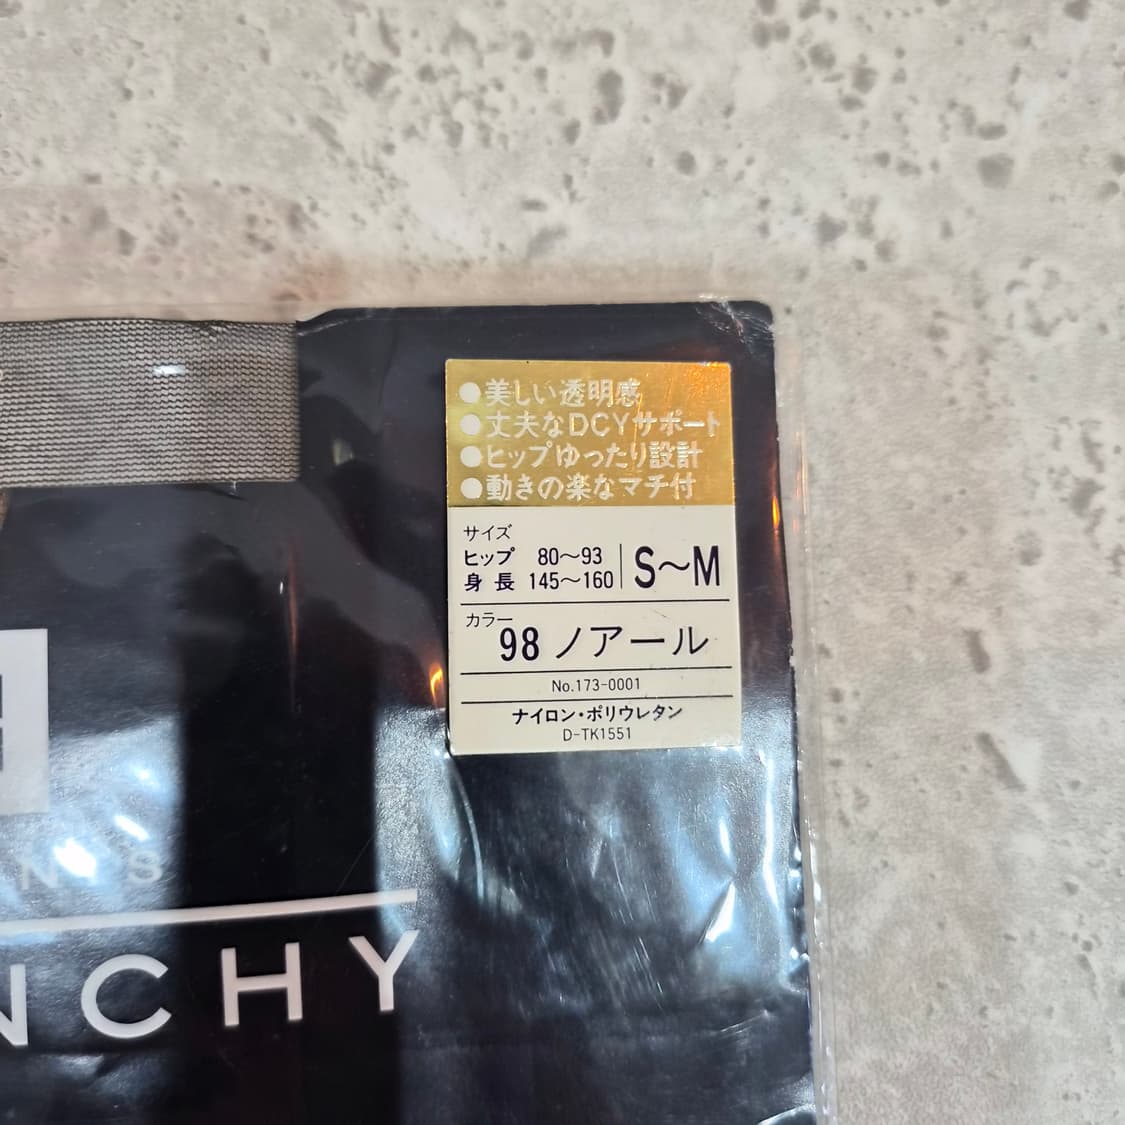 ●美しい透明感
●丈夫なDCYサポート
●ヒップゆったり設計
●動きの楽なマチ付
サイズ
ヒップ 80〜93
身長 145〜160
S〜M
カラー
98 ノアール
No.173-0001
ナイロン・ポリウレタン
D-TK1551
NTS
NCHY